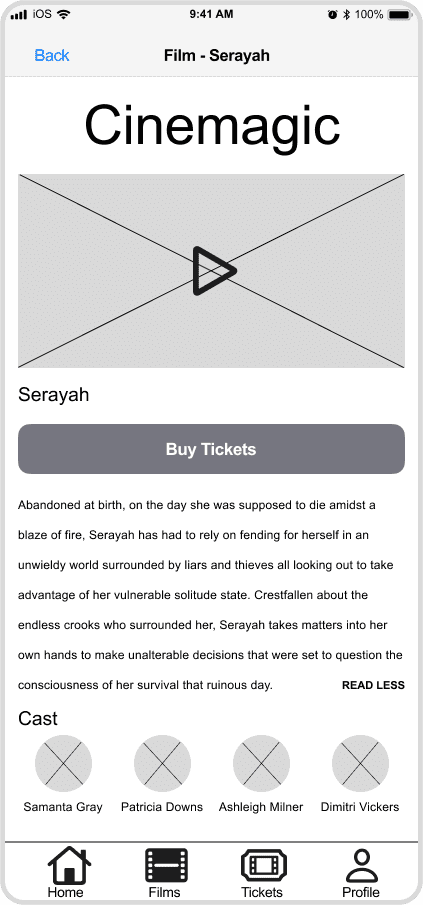 iOS 9:41 AM 100%
Back Film - Serayah
Cinemagic
Serayah
Buy Tickets
Abandoned at birth, on the day she was supposed to die amidst a
blaze of fire, Serayah has had to rely on fending for herself in an
unwieldy world surrounded by liars and thieves all looking out to take
advantage of her vulnerable solitude state. Crestfallen about the
endless crooks who surrounded her, Serayah takes matters into her
own hands to make unalterable decisions that were set to question the
consciousness of her survival that ruinous day. READ LESS
Cast
Samanta Gray Patricia Downs Ashleigh Milner Dimitri Vickers
Home Films Tickets Profile